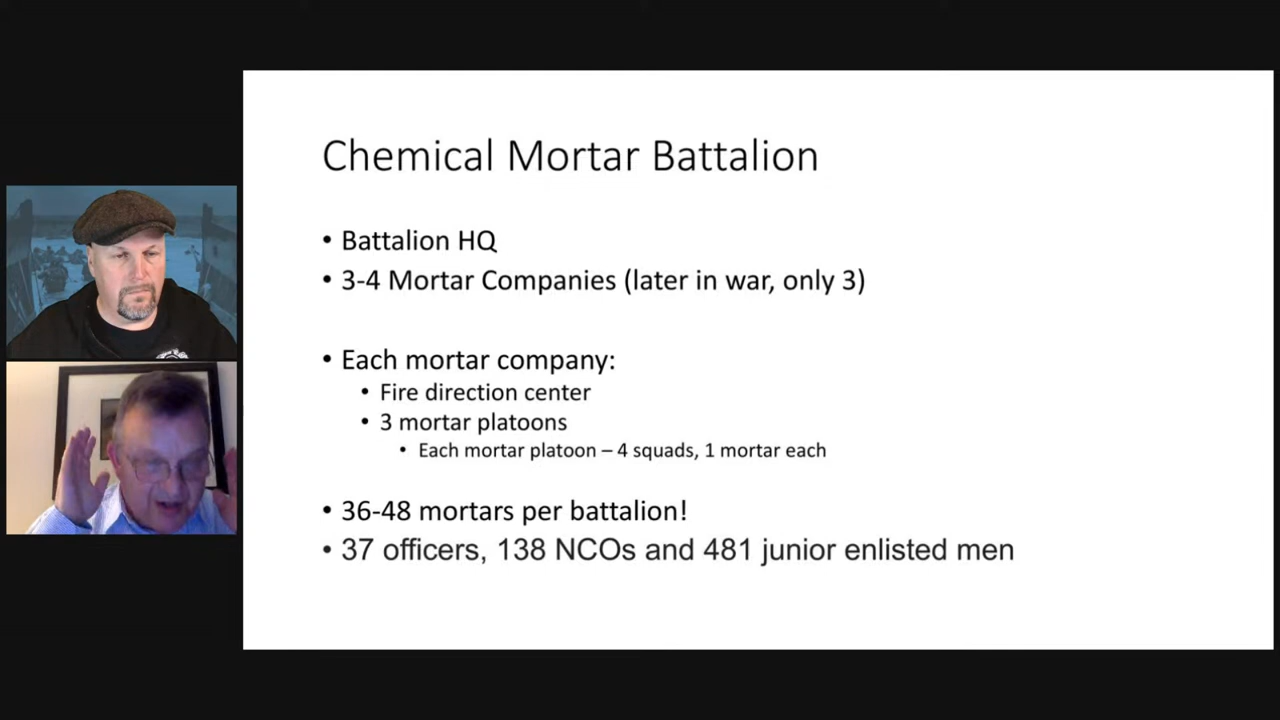 Chemical Mortar Battalion
• Battalion HQ
• 3-4 Mortar Companies (later in war, only 3)
• Each mortar company:
• Fire direction center
• 3 mortar platoons
• Each mortar platoon – 4 squads, 1 mortar each
• 36-48 mortars per battalion!
• 37 officers, 138 NCOs and 481 junior enlisted men